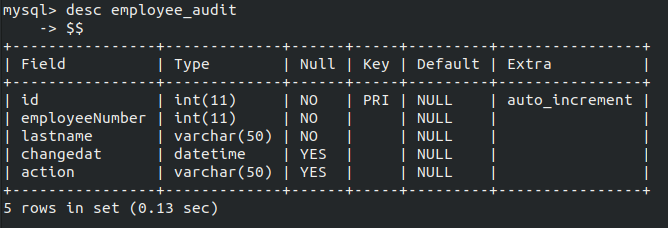 mysql> desc employee_audit
    -> $$
+----------------+-------------+------+-----+---------+----------------+
| Field          | Type        | Null | Key | Default | Extra          |
+----------------+-------------+------+-----+---------+----------------+
| id             | int(11)     | NO   | PRI | NULL    | auto_increment |
| employeeNumber | int(11)     | NO   |     | NULL    |                |
| lastname       | varchar(50) | NO   |     | NULL    |                |
| changedat      | datetime    | YES  |     | NULL    |                |
| action         | varchar(50) | YES  |     | NULL    |                |
+----------------+-------------+------+-----+---------+----------------+
5 rows in set (0.13 sec)